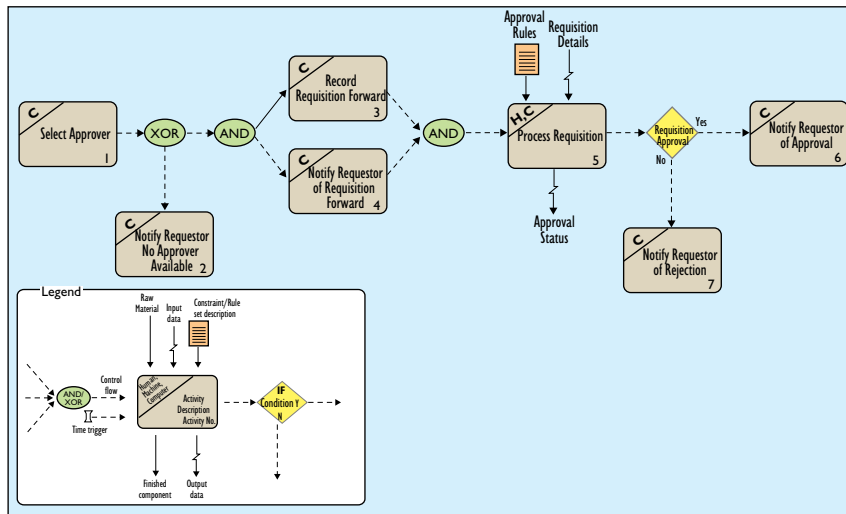 Approval
Rules
Requisition
Details
C
Select Approver
1
XOR
AND
C
Record
Requisition Forward
3
C
Notify Requestor
of Requisition
Forward
4
AND
H,C
Process Requisition
5
Requisition
Approval
Yes
No
C
Notify Requestor
of Approval
6
C
Notify Requestor
No Approver
Available
2
Approval
Status
C
Notify Requestor
of Rejection
7
Legend
Raw
Material
Input
data
Constraint/Rule
set description
AND/
XOR
Control
flow
Time trigger
Human,
Machine,
Computer
Activity
Description
Activity No.
IF
Condition Y
N
Finished
component
Output
data